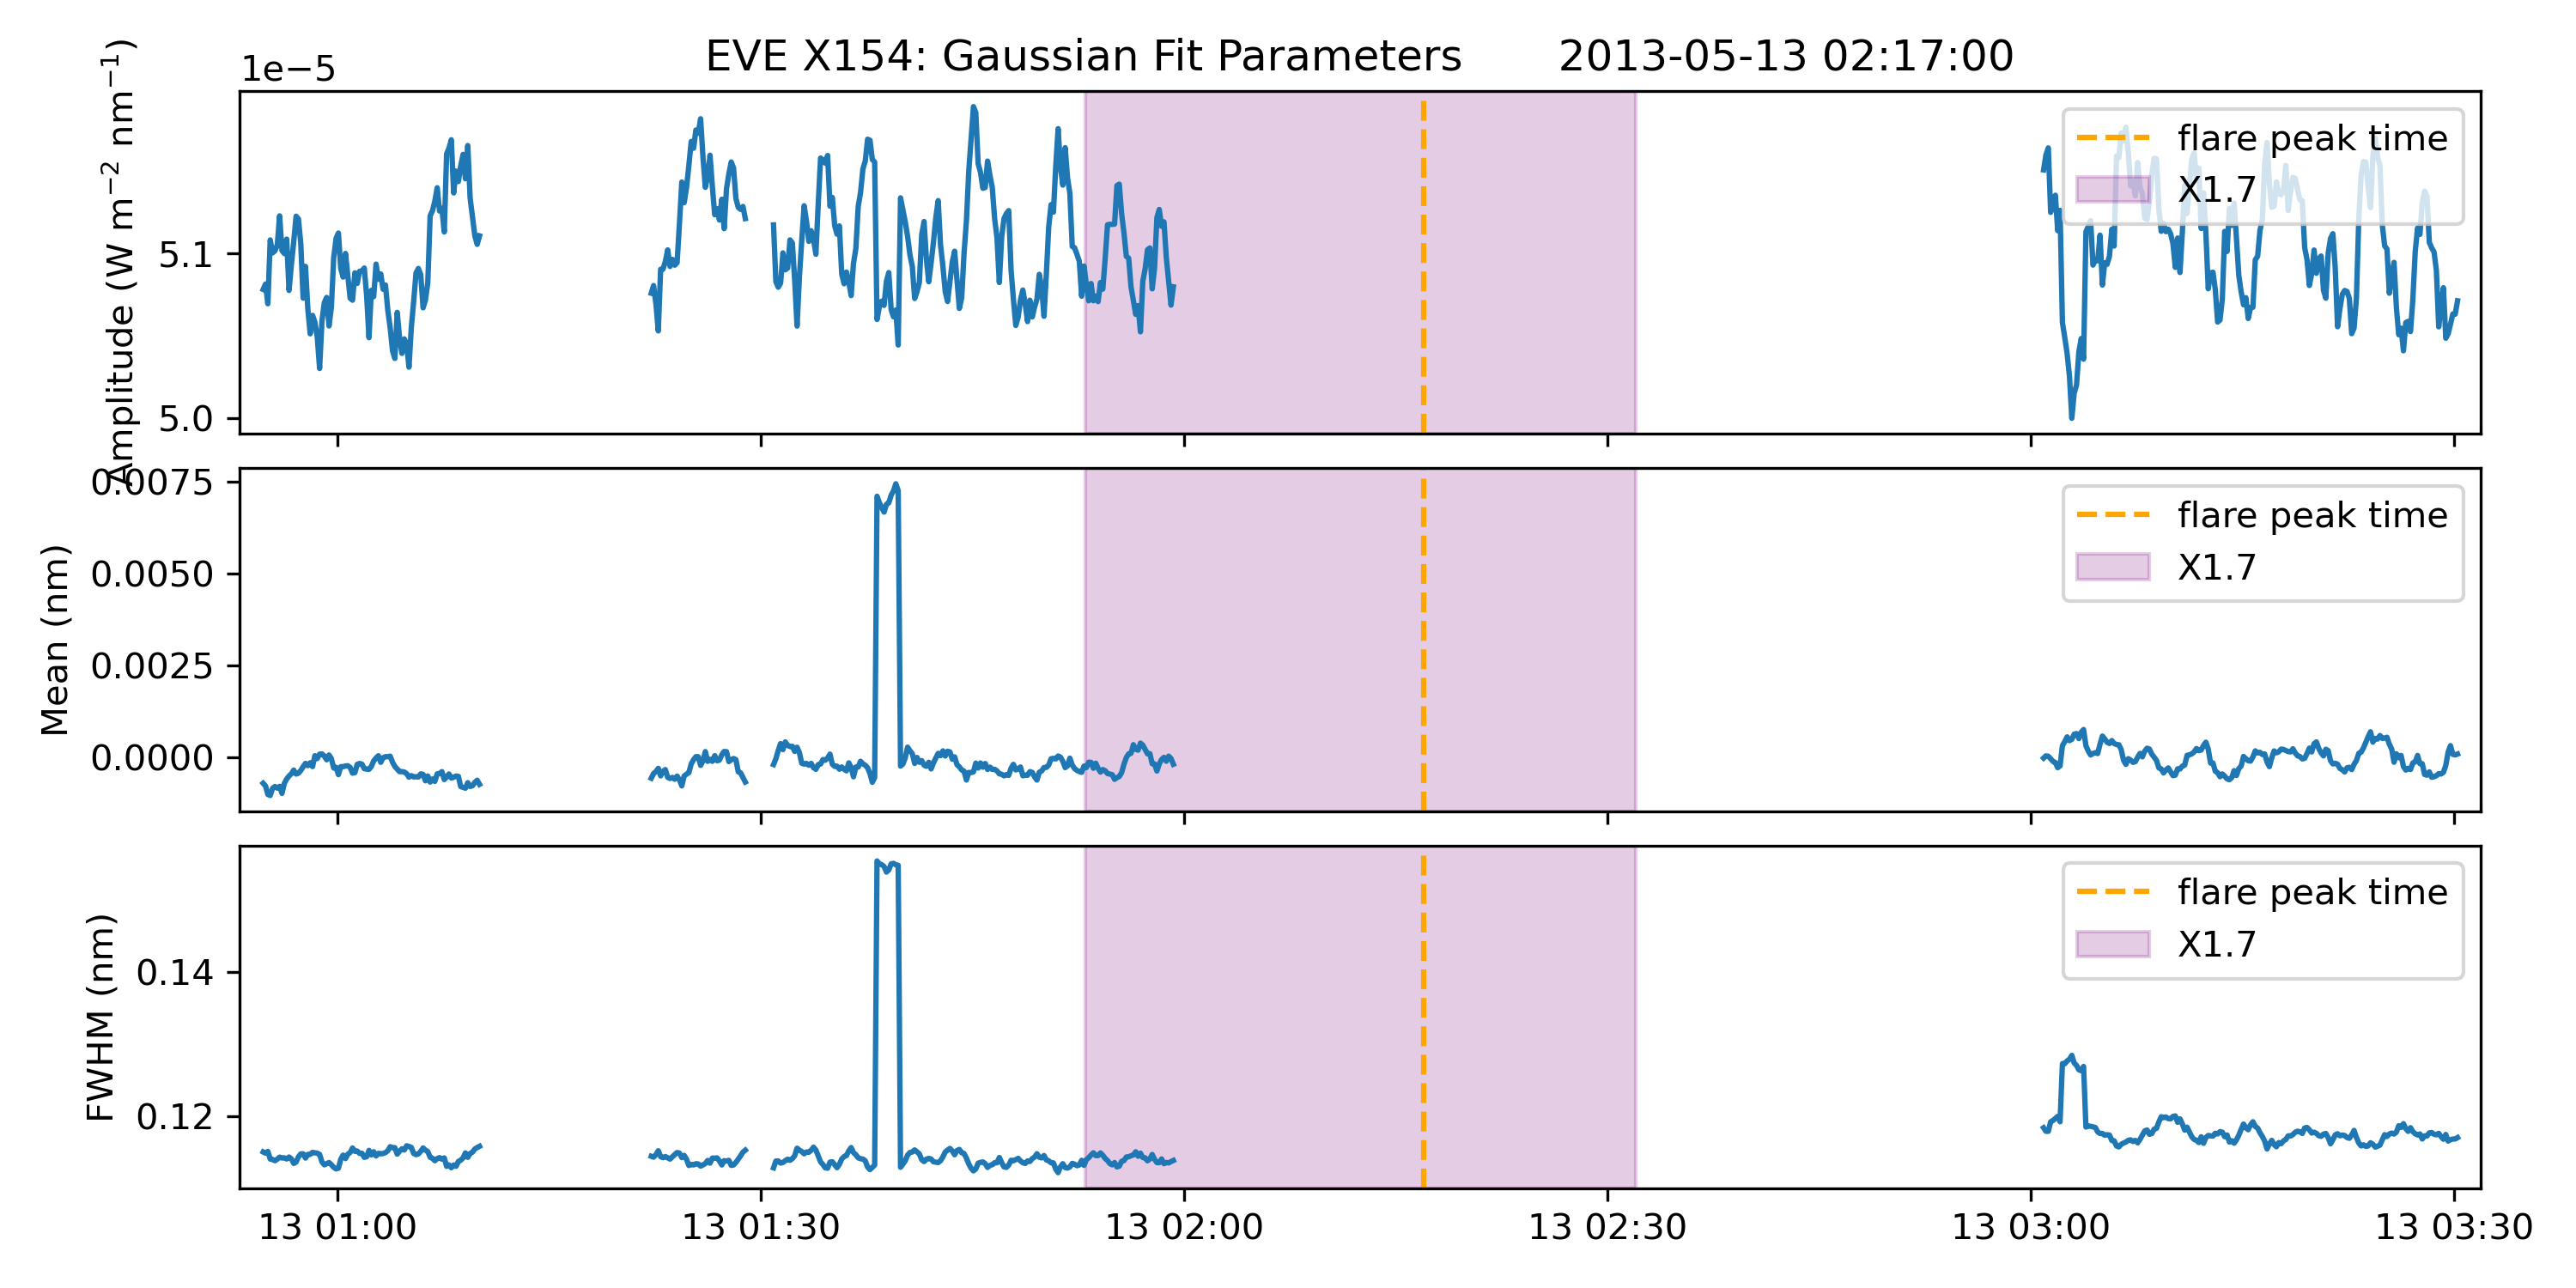 EVE X154: Gaussian Fit Parameters 2013-05-13 02:17:00
1e−5
Amplitude (W m⁻² nm⁻¹)
5.1
5.0
flare peak time
X1.7
Mean (nm)
0.0075
0.0050
0.0025
0.0000
flare peak time
X1.7
FWHM (nm)
0.14
0.12
flare peak time
X1.7
13 01:00 13 01:30 13 02:00 13 02:30 13 03:00 13 03:30